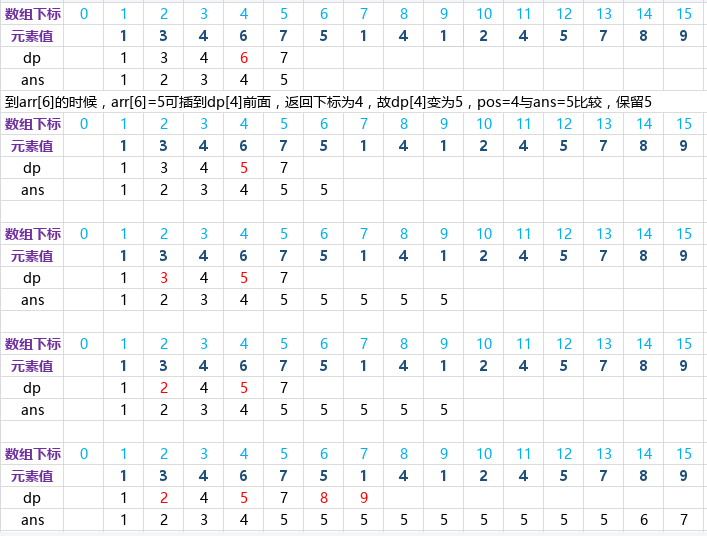 数组下标 0 1 2 3 4 5 6 7 8 9 10 11 12 13 14 15
元素值 1 3 4 6 7 5 1 4 1 2 4 5 7 8 9
dp 1 3 4 6 7
ans 1 2 3 4 5
到arr[6]的时候，arr[6]=5可插到dp[4]前面，返回下标为4，故dp[4]变为5，pos=4与ans=5比较，保留5
数组下标 0 1 2 3 4 5 6 7 8 9 10 11 12 13 14 15
元素值 1 3 4 6 7 5 1 4 1 2 4 5 7 8 9
dp 1 3 4 5 7
ans 1 2 3 4 5 5
数组下标 0 1 2 3 4 5 6 7 8 9 10 11 12 13 14 15
元素值 1 3 4 6 7 5 1 4 1 2 4 5 7 8 9
dp 1 3 4 5 7
ans 1 2 3 4 5 5 5 5 5
数组下标 0 1 2 3 4 5 6 7 8 9 10 11 12 13 14 15
元素值 1 3 4 6 7 5 1 4 1 2 4 5 7 8 9
dp 1 2 4 5 7
ans 1 2 3 4 5 5 5 5 5
数组下标 0 1 2 3 4 5 6 7 8 9 10 11 12 13 14 15
元素值 1 3 4 6 7 5 1 4 1 2 4 5 7 8 9
dp 1 2 4 5 7 8 9
ans 1 2 3 4 5 5 5 5 5 5 5 5 5 6 7